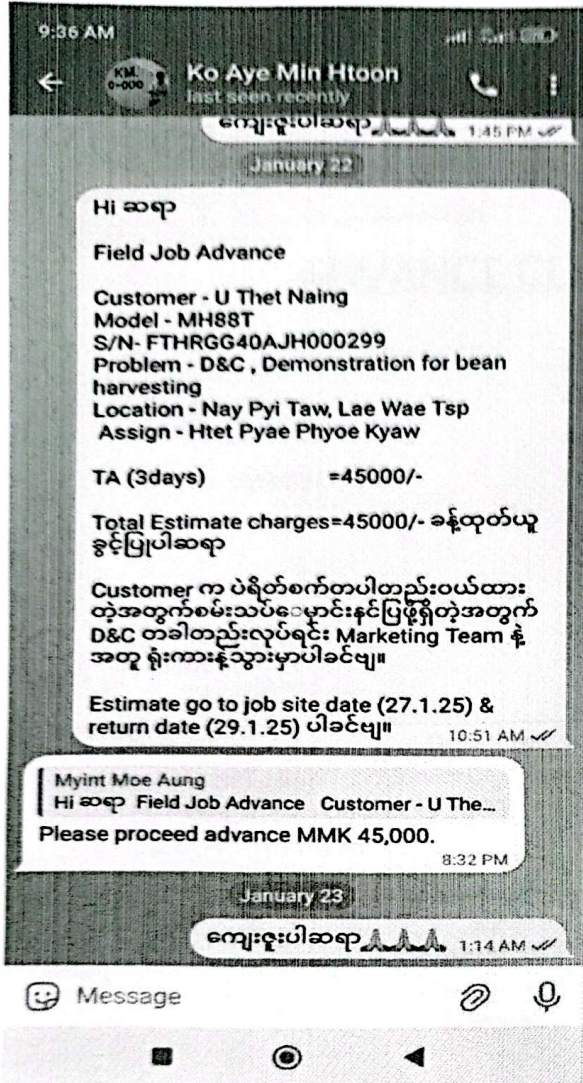 9:36 AM
KM.
0-000
Ko Aye Min Htoon
last seen recently
ကျေးဇူးပါဆရာ🙏🙏🙏 1:45 PM
January 22
Hi ဆရာ
Field Job Advance
Customer - U Thet Naing
Model - MH88T
S/N- FTHRGG40AJH000299
Problem - D&C , Demonstration for bean
harvesting
Location - Nay Pyi Taw, Lae Wae Tsp
Assign - Htet Pyae Phyoe Kyaw
TA (3days) =45000/-
Total Estimate charges=45000/- ခန့်ထုတ်ယူ
ခွင့်ပြုပါဆရာ
Customer က ပဲရိတ်စက်တပါတည်းဝယ်ထား
တဲ့အတွက်စမ်းသပ်မောင်းနှင်ပြဖို့ရှိတဲ့အတွက်
D&C တခါတည်းလုပ်ရင်း Marketing Team နဲ့
အတူ ရုံးကားနဲ့သွားမှာပါခင်ဗျ။
Estimate go to job site date (27.1.25) &
return date (29.1.25) ပါခင်ဗျ။
10:51 AM
Myint Moe Aung
Hi ဆရာ Field Job Advance Customer - U The...
Please proceed advance MMK 45,000.
8:32 PM
January 23
ကျေးဇူးပါဆရာ🙏🙏🙏 1:14 AM
Message